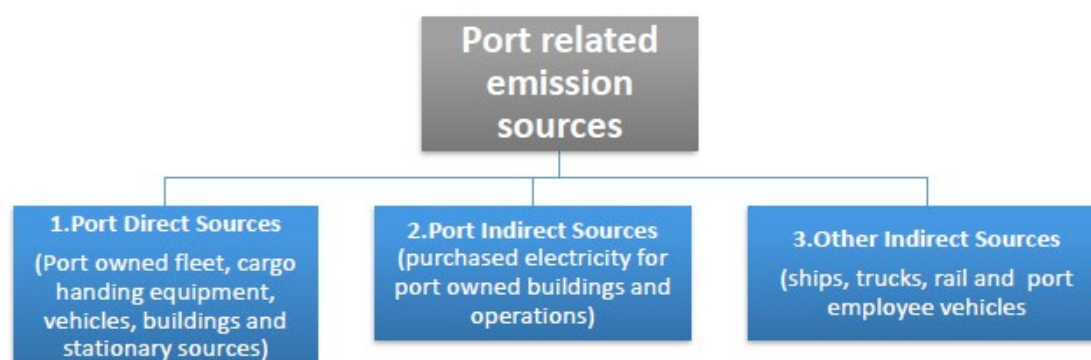 Port related
emission
sources
1.Port Direct Sources
(Port owned fleet, cargo
handing equipment,
vehicles, buildings and
stationary sources)
2.Port Indirect Sources
(purchased electricity for
port owned buildings and
operations)
3.Other Indirect Sources
(ships, trucks, rail and port
employee vehicles